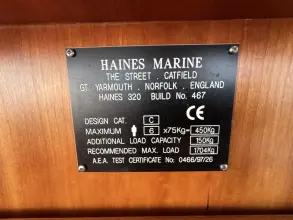 HAINES MARINE
THE STREET . CATFIELD
GT. YARMOUTH . NORFOLK . ENGLAND
HAINES 320 BUILD No. 467
CE
DESIGN CAT. C
MAXIMUM 6 x75Kg= 450Kg
ADDITIONAL LOAD CAPACITY 150Kg
RECOMMENDED MAX. LOAD 1704Kg
A.E.A. TEST CERTIFICATE No. 0466/97/26